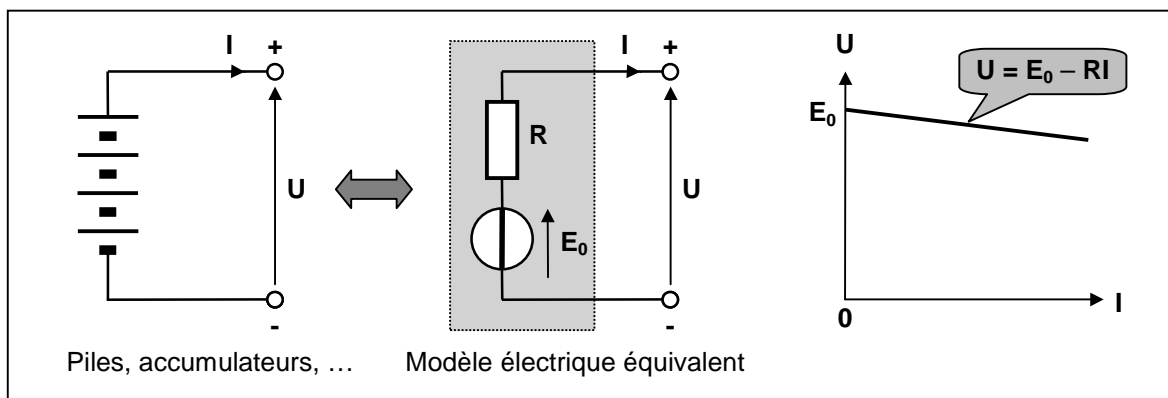 I +
U
-
Piles, accumulateurs, …
R
E₀
I +
U
-
Modèle électrique équivalent
U
U = E₀ – RI
E₀
0
I